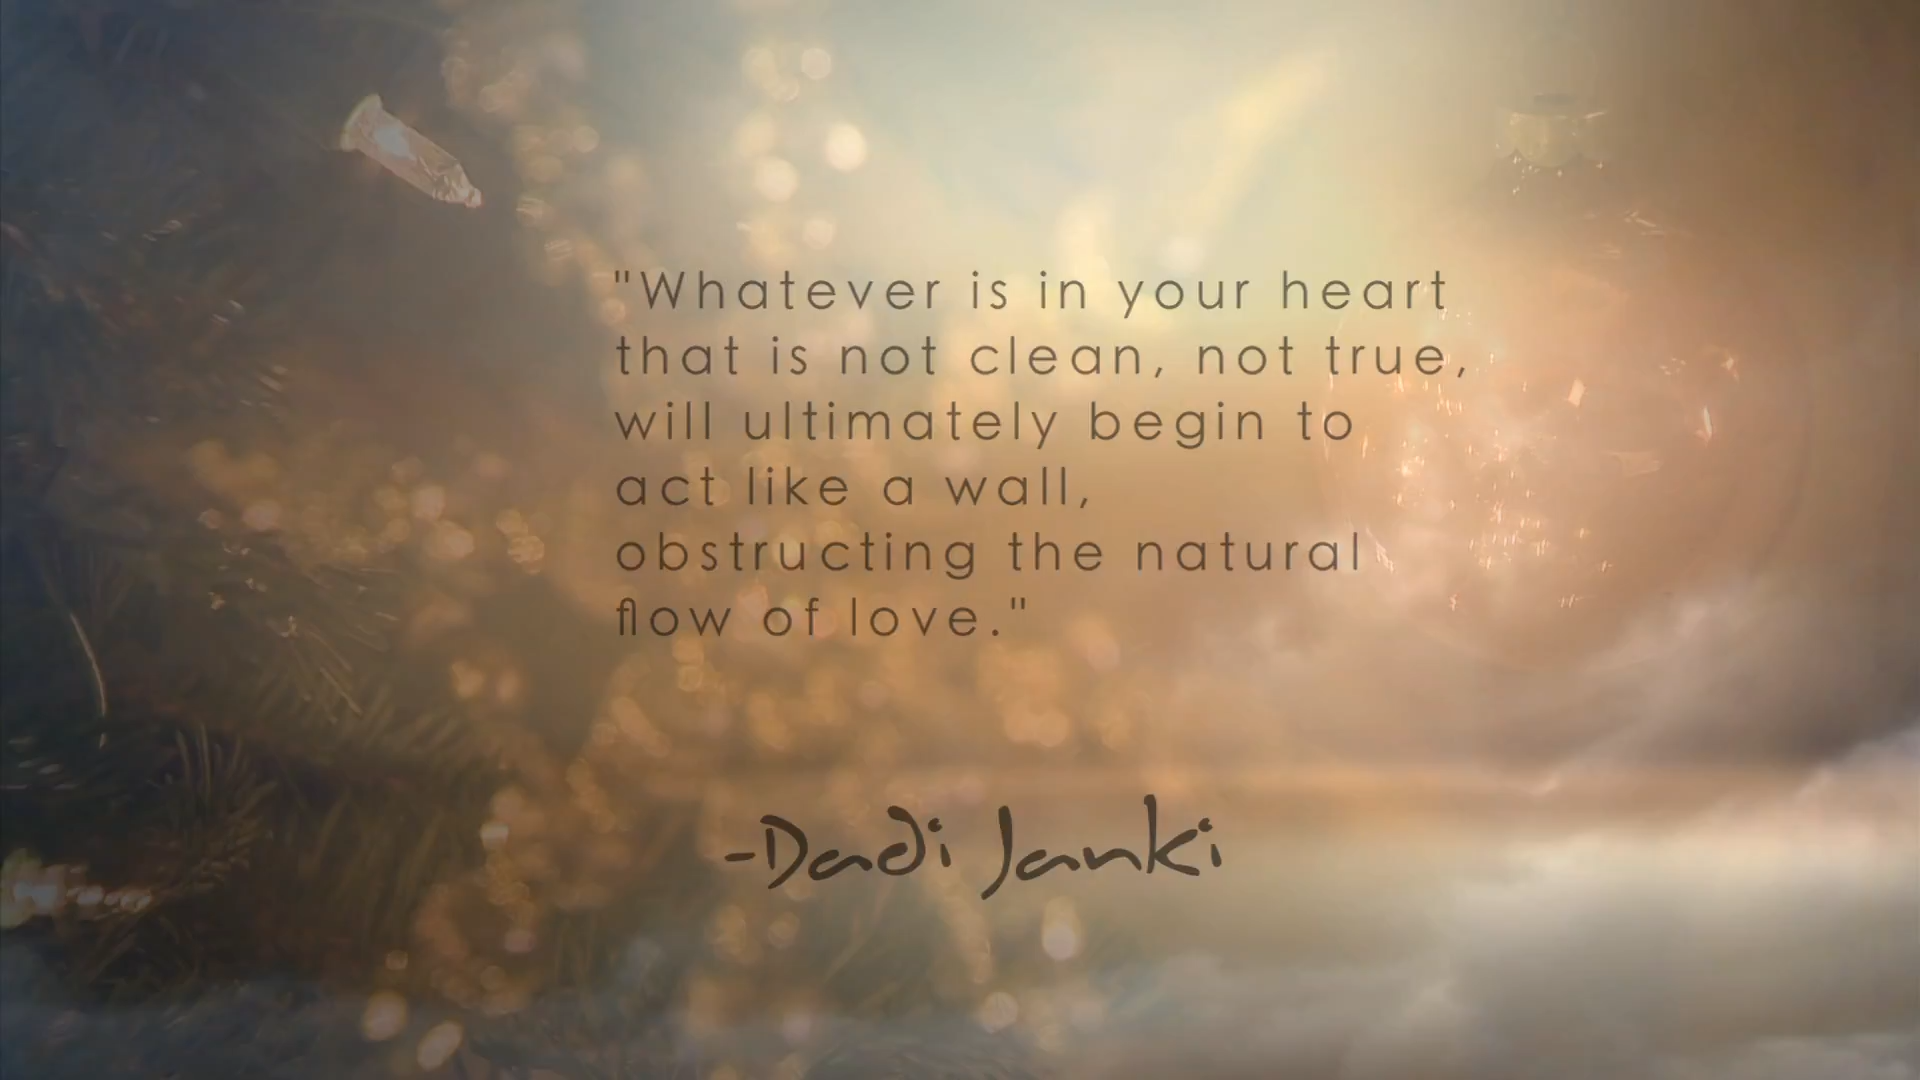 "Whatever is in your heart
that is not clean, not true,
will ultimately begin to
act like a wall,
obstructing the natural
flow of love."
-Dadi Janki